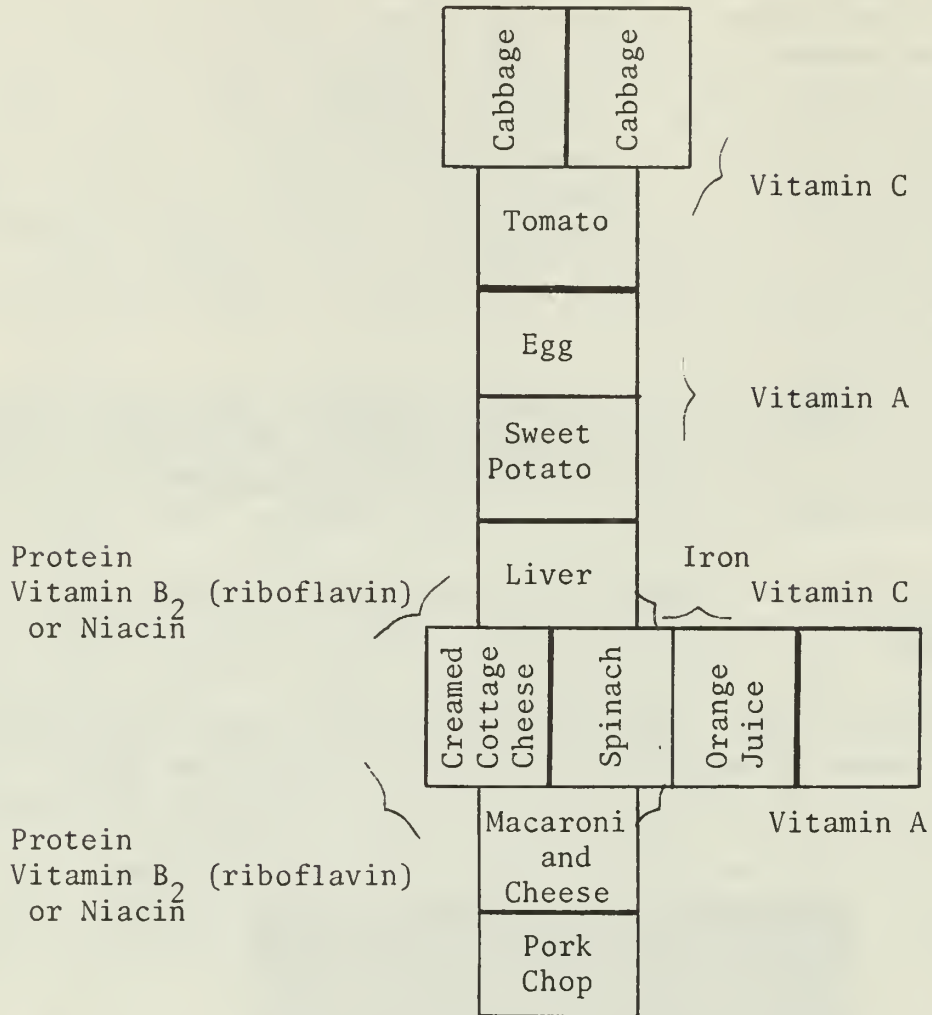 Cabbage
Cabbage
Vitamin C
Tomato
Egg
Vitamin A
Sweet
Potato
Protein
Vitamin B2 (riboflavin)
or Niacin
Liver
Iron
Vitamin C
Creamed
Cottage
Cheese
Spinach
Orange
Juice
Macaroni
and
Cheese
Vitamin A
Protein
Vitamin B2 (riboflavin)
or Niacin
Pork
Chop